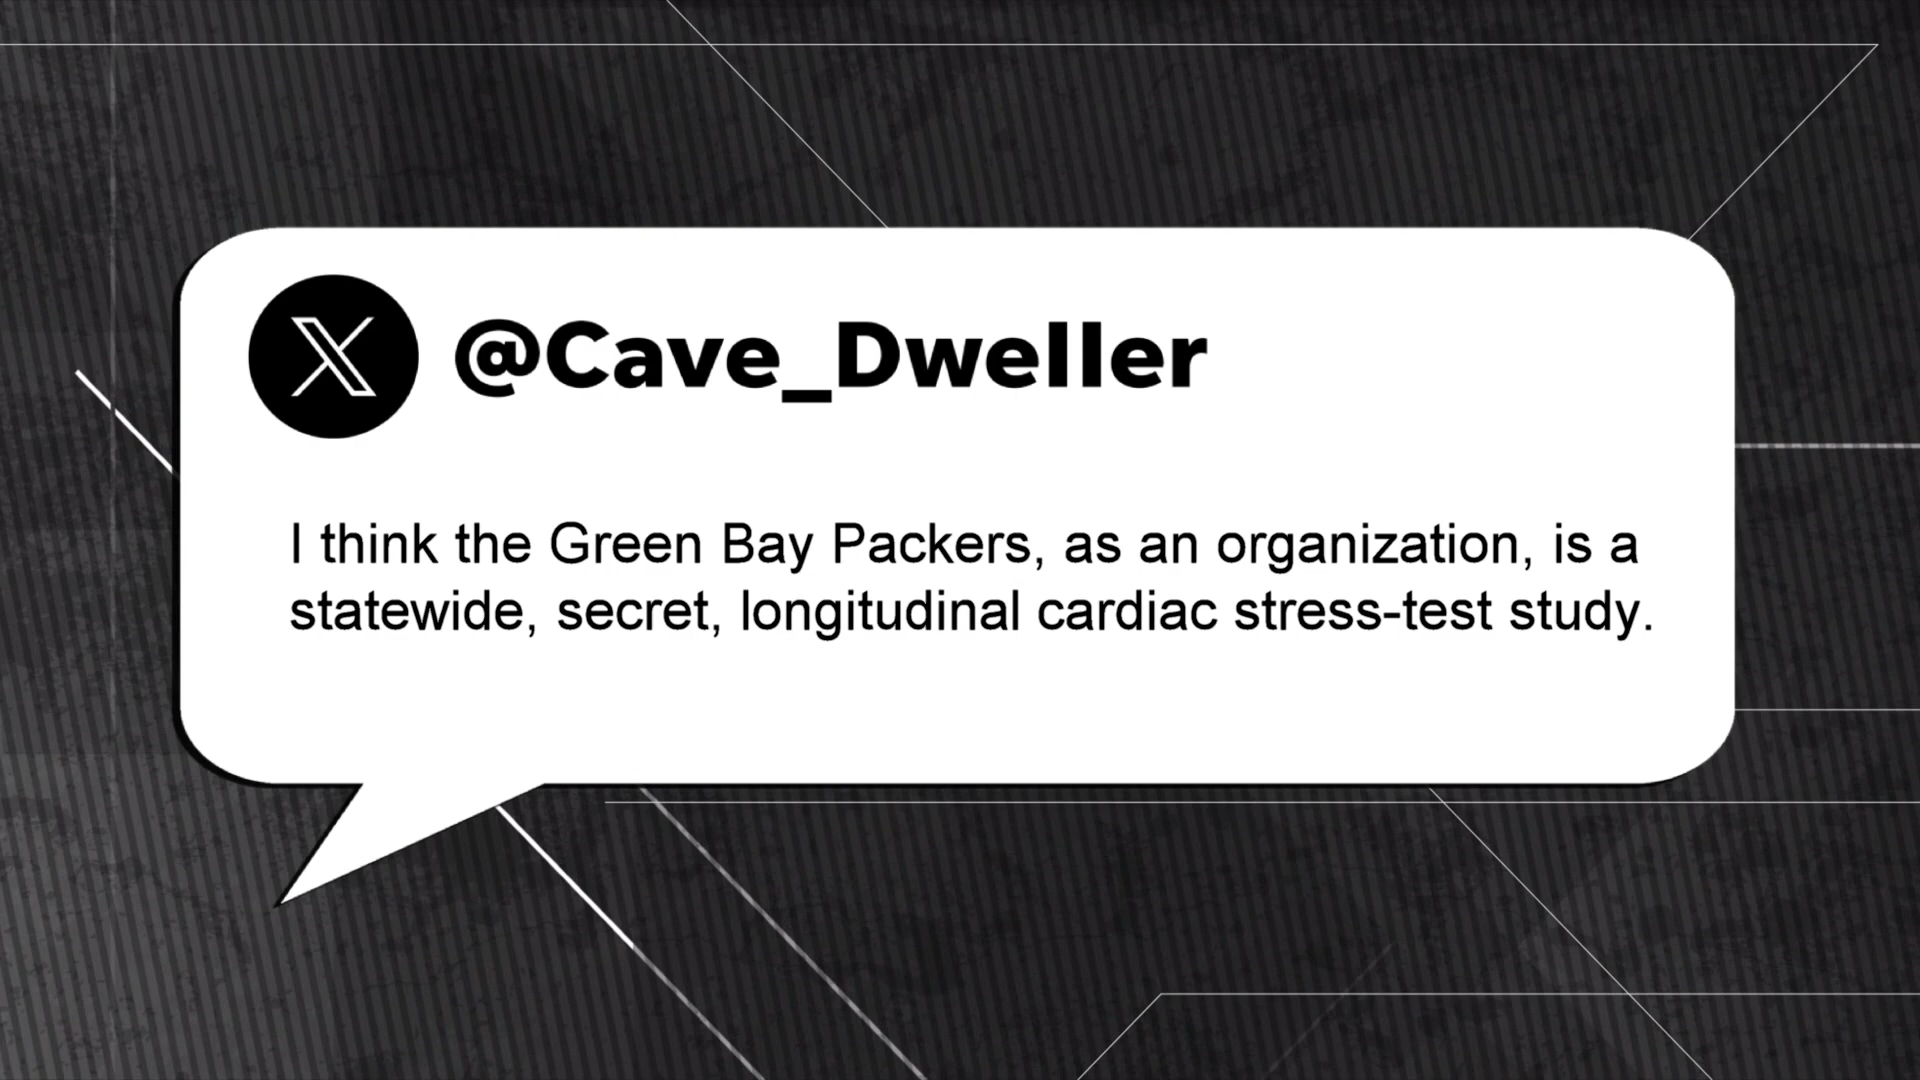 @Cave_Dweller
I think the Green Bay Packers, as an organization, is a
statewide, secret, longitudinal cardiac stress-test study.